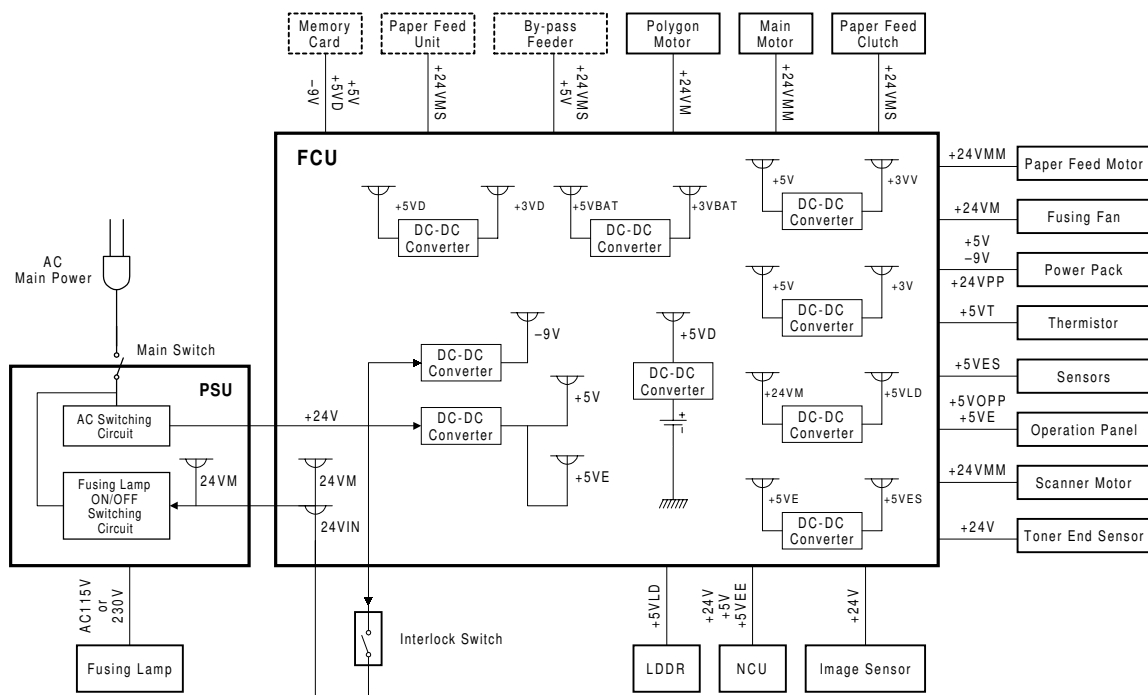 Memory
Card
Paper Feed
Unit
By-pass
Feeder
Polygon
Motor
Main
Motor
Paper Feed
Clutch
–9V
+5VD
+5V
+24VMS
+5V
+24VMS
+24VM
+24VMM
+24VMS
FCU
+5VD
DC-DC
Converter
+3VD
+5VBAT
DC-DC
Converter
+3VBAT
+5V
DC-DC
Converter
+3VV
+5V
DC-DC
Converter
+3V
+24VM
DC-DC
Converter
+5VLD
+5VE
DC-DC
Converter
+5VES
–9V
DC-DC
Converter
+5V
DC-DC
Converter
+5VE
+5VD
DC-DC
Converter
+
–
+24VMM
Paper Feed Motor
+24VM
Fusing Fan
+5V
–9V
+24VPP
Power Pack
+5VT
Thermistor
+5VES
Sensors
+5VOPP
+5VE
Operation Panel
+24VMM
Scanner Motor
+24V
Toner End Sensor
AC
Main Power
Main Switch
PSU
AC Switching
Circuit
+24V
Fusing Lamp
ON/OFF
Switching
Circuit
24VM
24VM
24VIN
AC115V
or
230V
Fusing Lamp
Interlock Switch
+5VLD
LDDR
+24V
+5V
+5VEE
NCU
+24V
Image Sensor